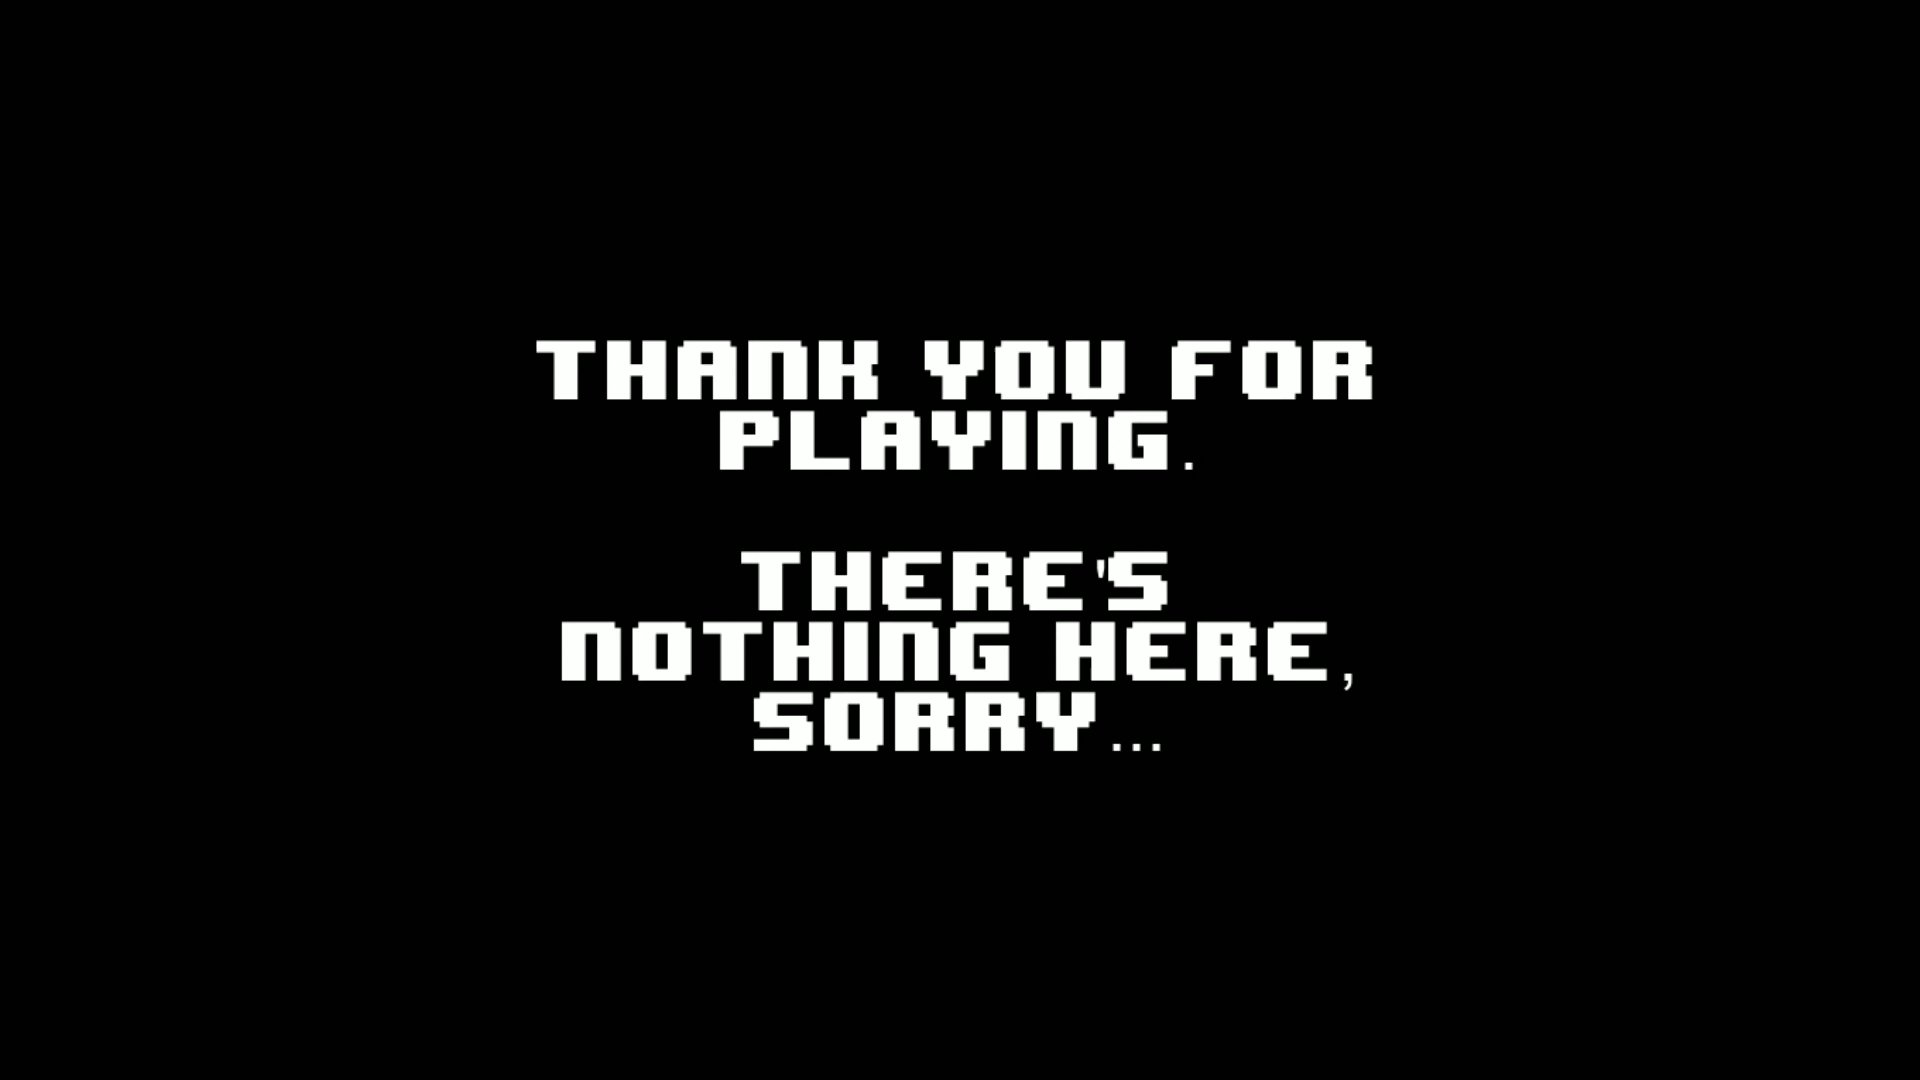 THANK YOU FOR
PLAYING.
THERE'S
NOTHING HERE,
SORRY...